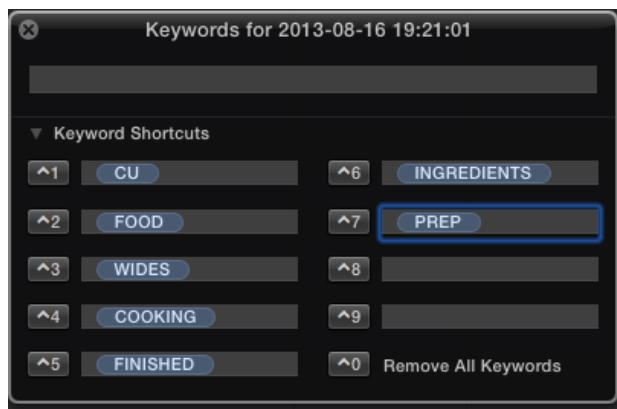 Keywords for 2013-08-16 19:21:01
▼ Keyword Shortcuts
^1 CU
^2 FOOD
^3 WIDES
^4 COOKING
^5 FINISHED
^6 INGREDIENTS
^7 PREP
^8
^9
^0 Remove All Keywords